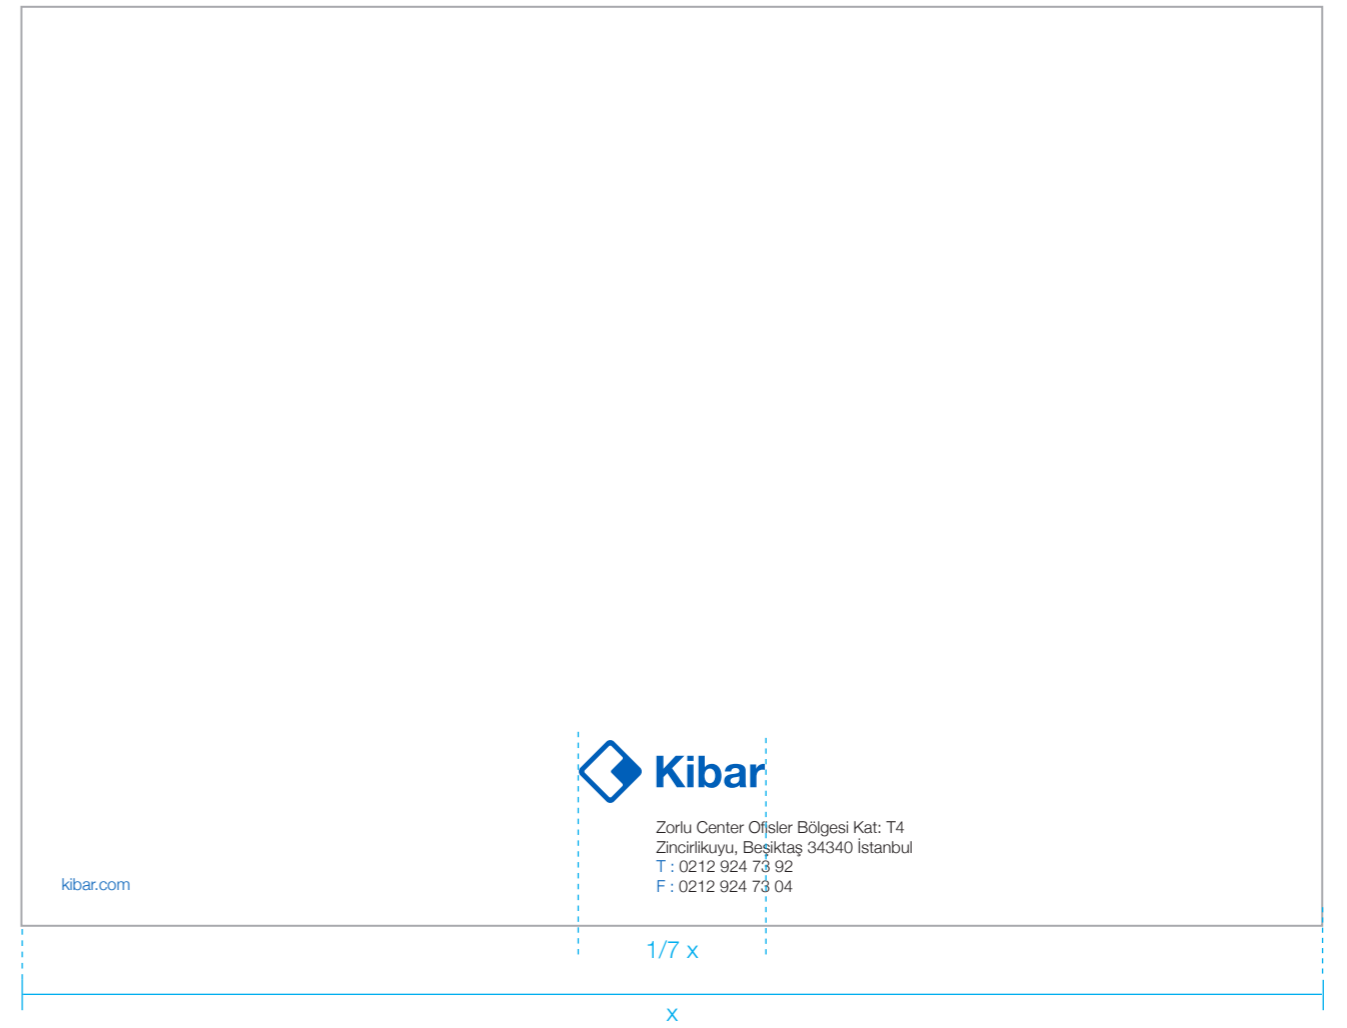 Kibar
Zorlu Center Ofisler Bölgesi Kat: T4
Zincirlikuyu, Beşiktaş 34340 İstanbul
T : 0212 924 73 92
F : 0212 924 73 04
kibar.com
1/7 x
x